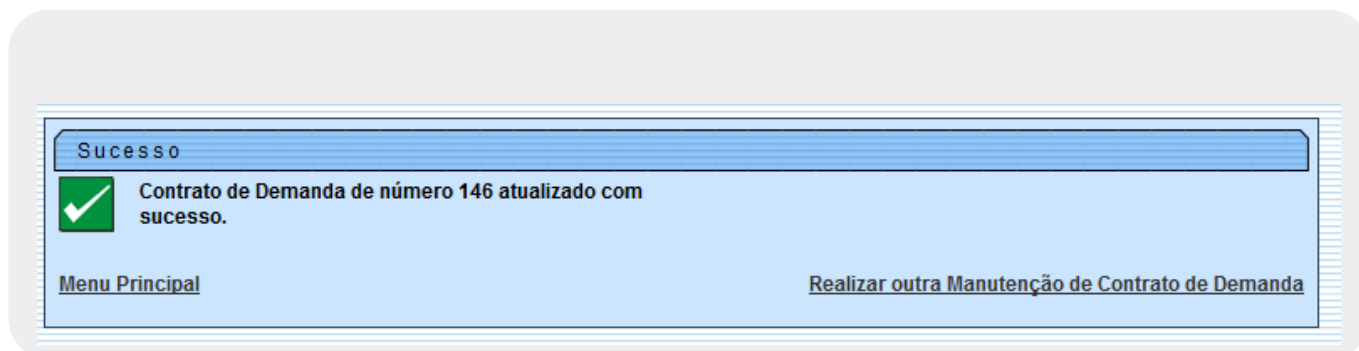 Sucesso
Contrato de Demanda de número 146 atualizado com
sucesso.
Menu Principal
Realizar outra Manutenção de Contrato de Demanda